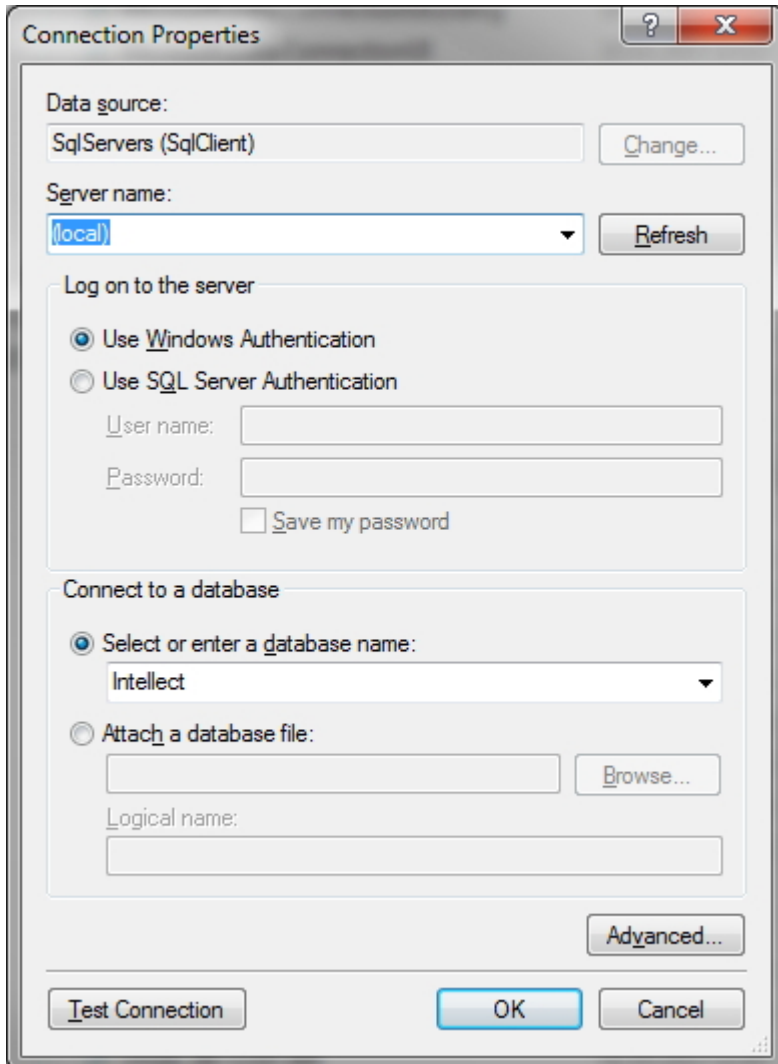 Connection Properties
Data source:
SqlServers (SqlClient)
Change...
Server name:
(local)
Refresh
Log on to the server
Use Windows Authentication
Use SQL Server Authentication
User name:
Password:
Save my password
Connect to a database
Select or enter a database name:
Intellect
Attach a database file:
Browse...
Logical name:
Advanced...
Test Connection
OK
Cancel